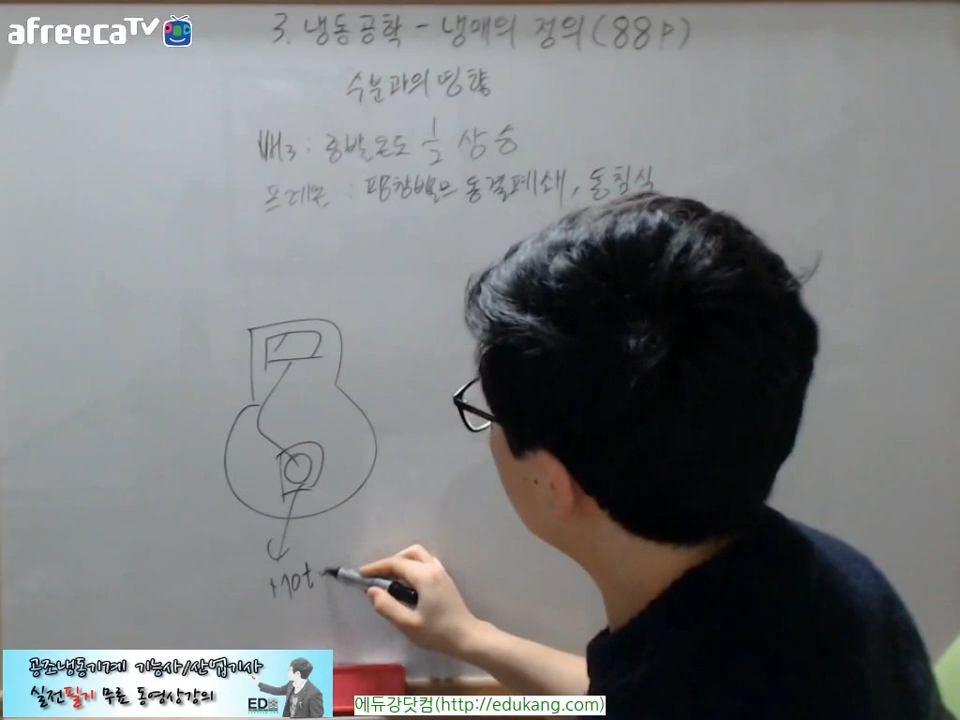 afreecaTV
3. 냉동공학 - 냉매의 정의(88P)
수분과의 영향
증발온도 1/2 상승
프레온 : 팽창밸브 동결폐쇄, 동침식
공조냉동기계 기능사/산업기사
실전필기 무료 동영상강의
에듀강닷컴(http://edukang.com)